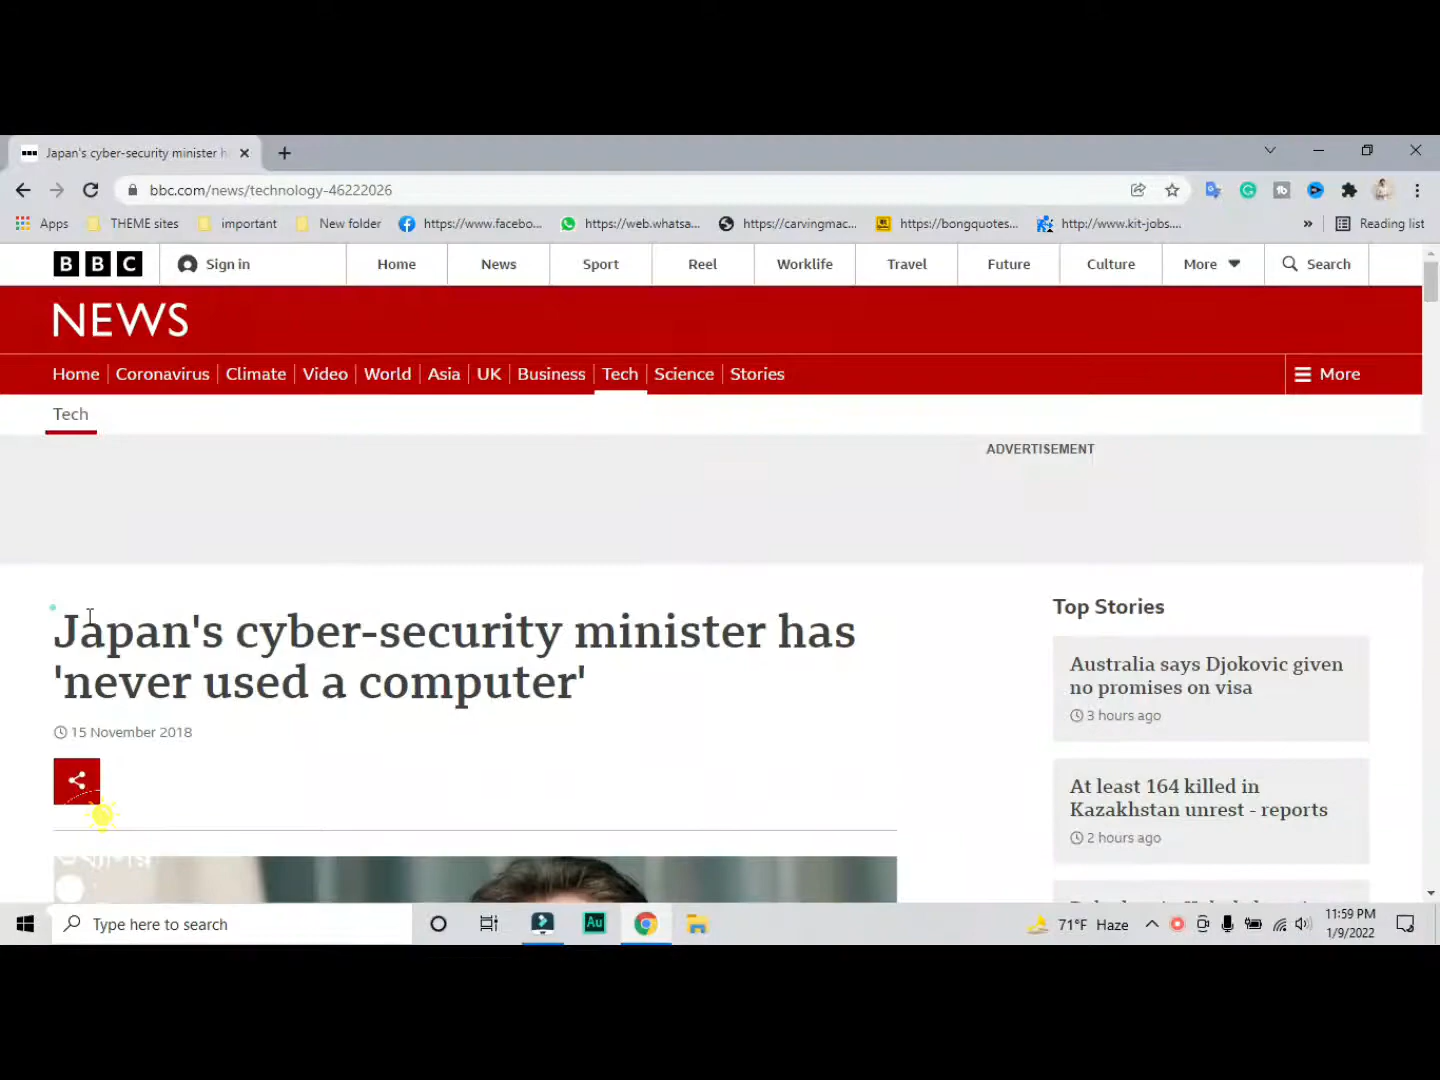 Japan's cyber-security minister h
bbc.com/news/technology-46222026
Apps THEME sites important New folder https://www.facebo... https://web.whatsa... https://carvingmac... https://bongquotes... http://www.kit-jobs.... » Reading list
BBC Sign in Home News Sport Reel Worklife Travel Future Culture More Search
NEWS
Home Coronavirus Climate Video World Asia UK Business Tech Science Stories More
Tech
ADVERTISEMENT
Japan's cyber-security minister has
'never used a computer'
15 November 2018
Top Stories
Australia says Djokovic given
no promises on visa
3 hours ago
At least 164 killed in
Kazakhstan unrest - reports
2 hours ago
Type here to search
Au
71°F Haze
11:59 PM
1/9/2022